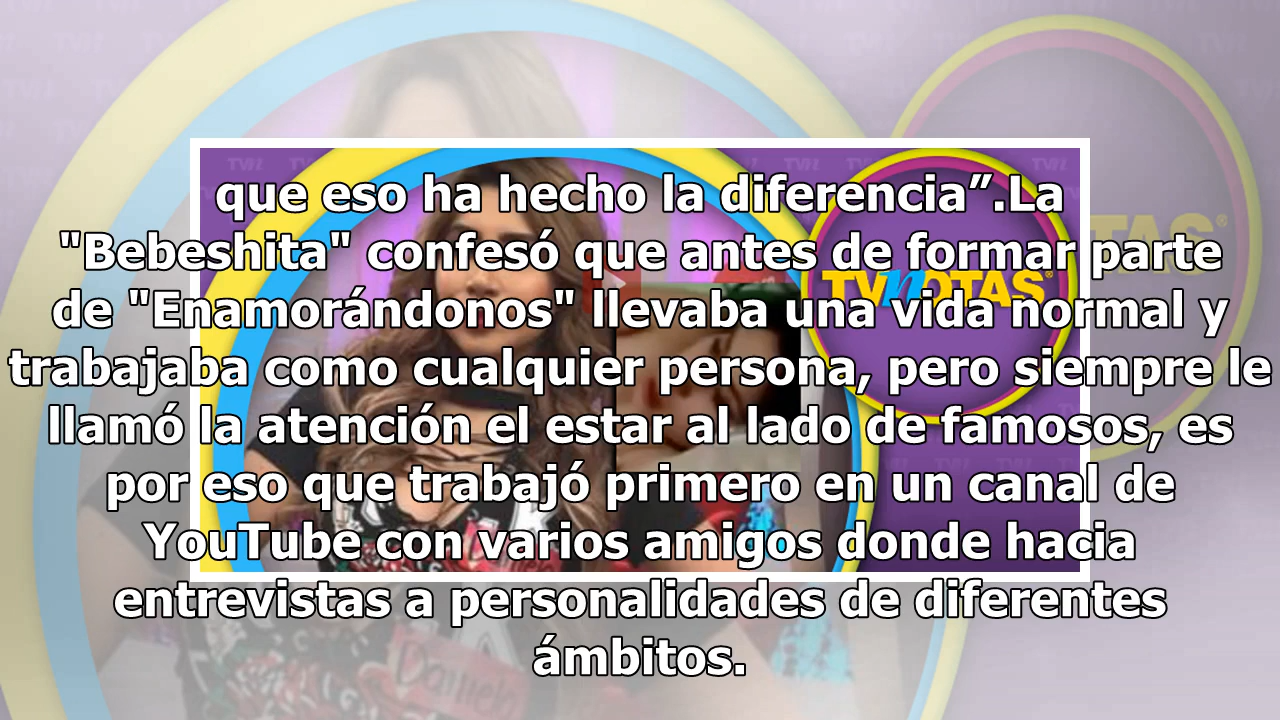 que eso ha hecho la diferencia”.La
"Bebeshita" confesó que antes de formar parte
de "Enamorándonos" llevaba una vida normal y
trabajaba como cualquier persona, pero siempre le
llamó la atención el estar al lado de famosos, es
por eso que trabajó primero en un canal de
YouTube con varios amigos donde hacia
entrevistas a personalidades de diferentes
ámbitos.
TVnOTAS®
TAS®
Daniela